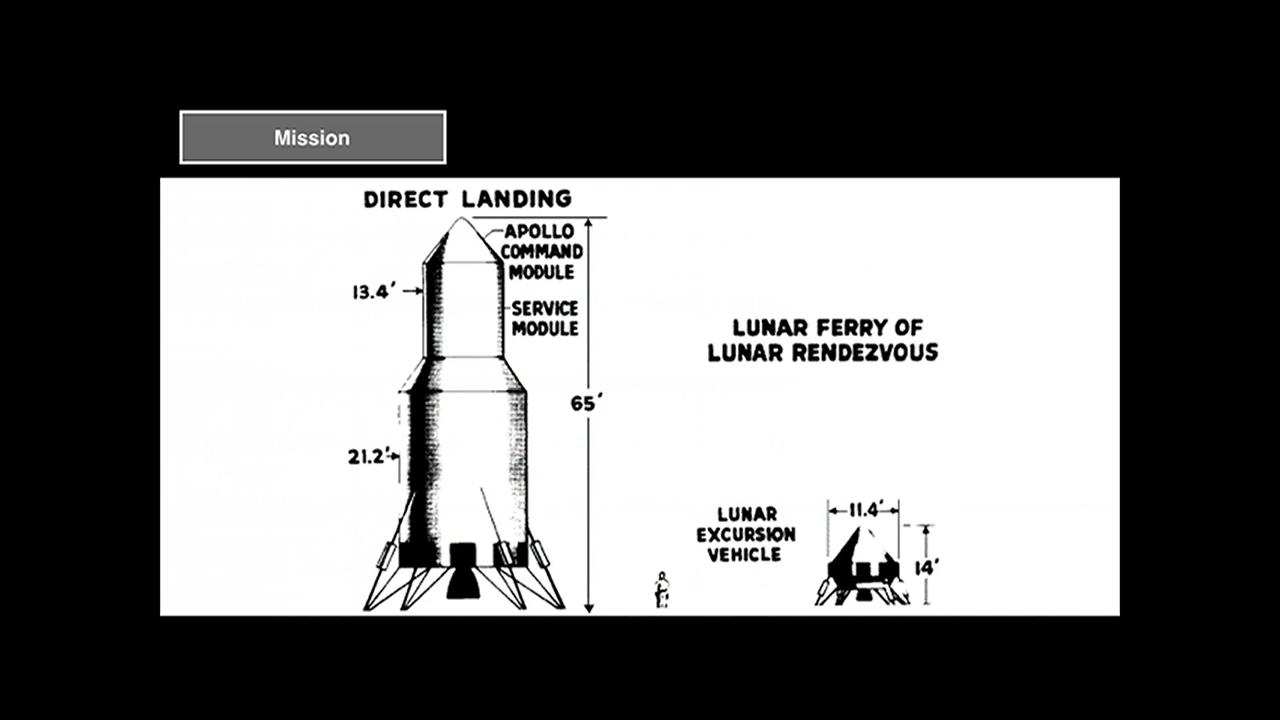 Mission
DIRECT LANDING
APOLLO
COMMAND
MODULE
13.4'
SERVICE
MODULE
65'
21.2'
LUNAR FERRY OF
LUNAR RENDEZVOUS
LUNAR
EXCURSION
VEHICLE
11.4'
14'